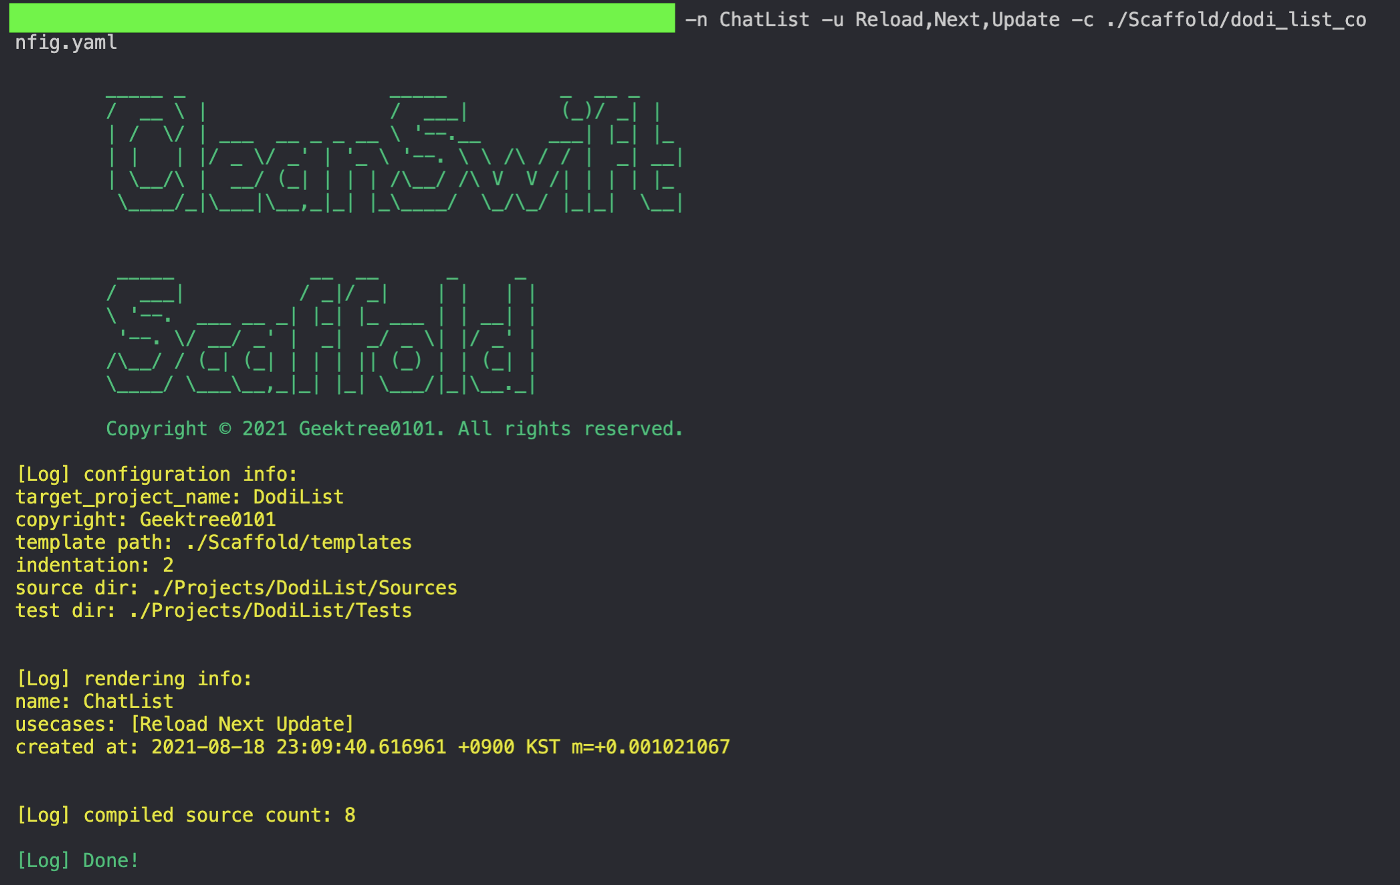 -n ChatList -u Reload,Next,Update -c ./Scaffold/dodi_list_co
nfig.yaml
CleanSwift
Scaffold
Copyright © 2021 Geektree0101. All rights reserved.
[Log] configuration info:
target_project_name: DodiList
copyright: Geektree0101
template path: ./Scaffold/templates
indentation: 2
source dir: ./Projects/DodiList/Sources
test dir: ./Projects/DodiList/Tests
[Log] rendering info:
name: ChatList
usecases: [Reload Next Update]
created at: 2021-08-18 23:09:40.616961 +0900 KST m=+0.001021067
[Log] compiled source count: 8
[Log] Done!